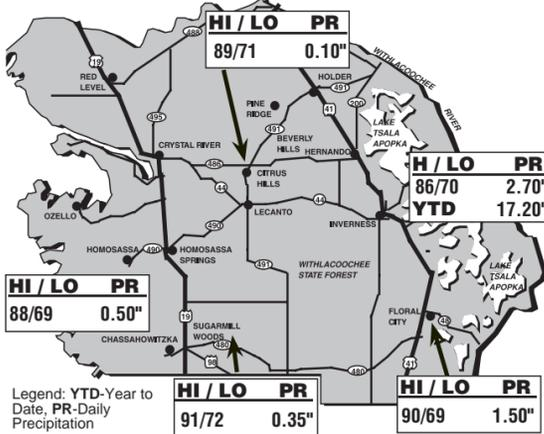 HI / LO PR
89/71 0.10"
488
19
RED
LEVEL
WITHLACOOCHEE
RIVER
HOLDER
491
PINE
RIDGE
41
200
495
LAKE
TSALA
APOPKA
491
BEVERLY
HILLS
CRYSTAL RIVER
HERNANDO
486
H / LO PR
86/70 2.70"
YTD 17.20"
CITRUS
HILLS
44
44
OZELLO
LECANTO
INVERNESS
490
HOMOSASSA
490
HOMOSASSA
SPRINGS
491
WITHLACOOCHEE
STATE FOREST
LAKE
TSALA
APOPKA
HI / LO PR
88/69 0.50"
19
SUGARMILL
WOODS
FLORAL
CITY
48
CHASSAHOWITZKA
480
98
480
41
Legend: YTD-Year to
Date, PR-Daily
Precipitation
HI / LO PR
91/72 0.35"
HI / LO PR
90/69 1.50"